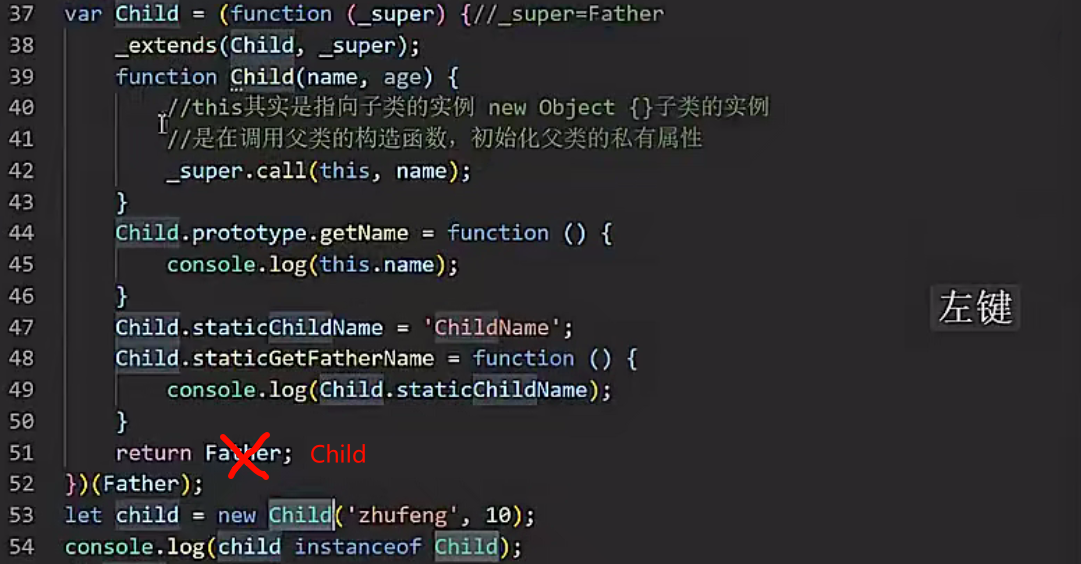 37 var Child = (function (_super) {//_super=Father
38 _extends(Child, _super);
39 function Child(name, age) {
40 //this其实是指向子类的实例 new Object {}子类的实例
41 //是在调用父类的构造函数，初始化父类的私有属性
42 _super.call(this, name);
43 }
44 Child.prototype.getName = function () {
45 console.log(this.name);
46 }
左键
47 Child.staticChildName = 'ChildName';
48 Child.staticGetFatherName = function () {
49 console.log(Child.staticChildName);
50 }
51 return Father; Child
52 })(Father);
53 let child = new Child('zhufeng', 10);
54 console.log(child instanceof Child);